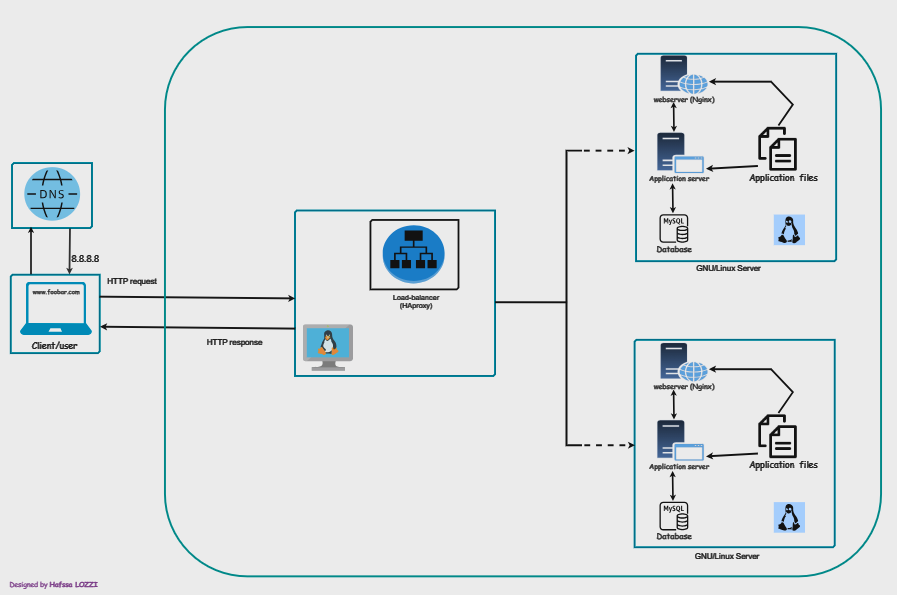 DNS
8.8.8.8
www.foobar.com
Client/user
HTTP request
HTTP response
Load-balancer
(HAproxy)
webserver (Nginx)
Application server
Application files
MySQL
Database
GNU/Linux Server
webserver (Nginx)
Application server
Application files
MySQL
Database
GNU/Linux Server
Designed by Hafssa LOZZI